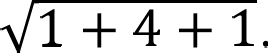 √1 + 4 + 1.